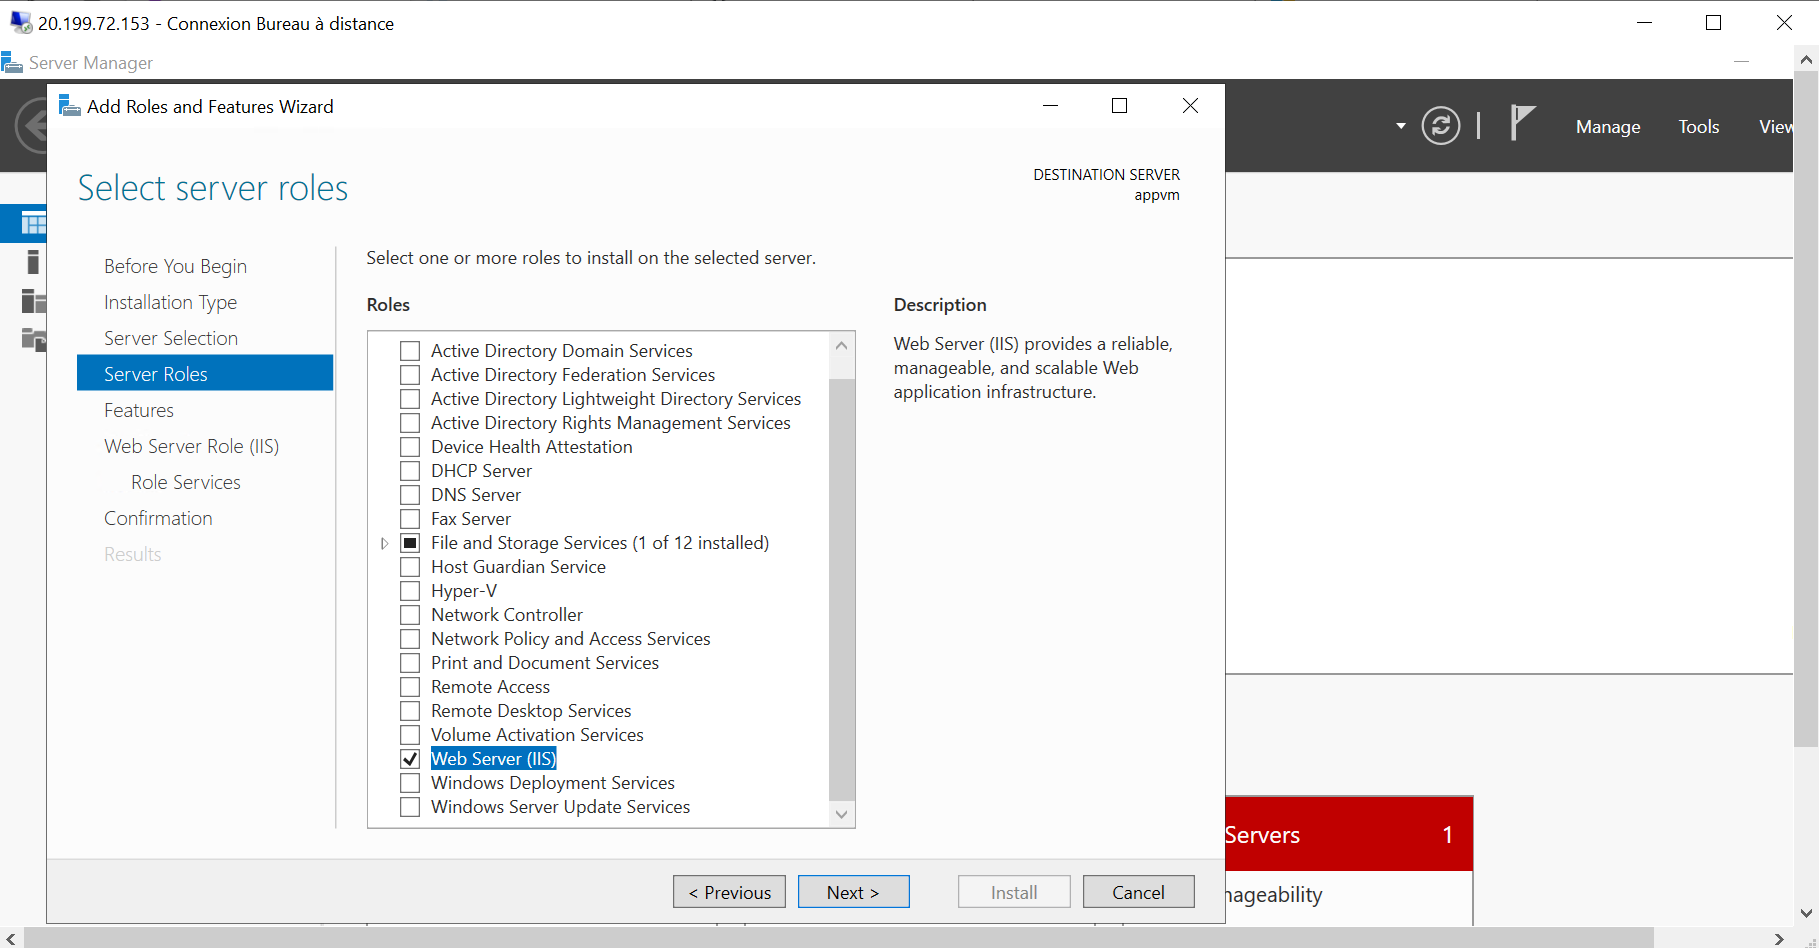 20.199.72.153 - Connexion Bureau à distance
Server Manager
Add Roles and Features Wizard
Manage
Tools
View
Select server roles
DESTINATION SERVER
appvm
Before You Begin
Installation Type
Server Selection
Server Roles
Features
Web Server Role (IIS)
Role Services
Confirmation
Results
Select one or more roles to install on the selected server.
Roles
Active Directory Domain Services
Active Directory Federation Services
Active Directory Lightweight Directory Services
Active Directory Rights Management Services
Device Health Attestation
DHCP Server
DNS Server
Fax Server
File and Storage Services (1 of 12 installed)
Host Guardian Service
Hyper-V
Network Controller
Network Policy and Access Services
Print and Document Services
Remote Access
Remote Desktop Services
Volume Activation Services
Web Server (IIS)
Windows Deployment Services
Windows Server Update Services
Description
Web Server (IIS) provides a reliable,
manageable, and scalable Web
application infrastructure.
Servers 1
nageability
< Previous
Next >
Install
Cancel